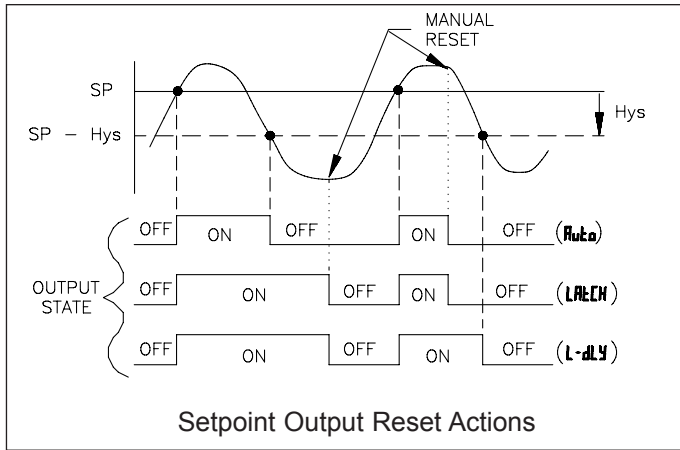 MANUAL
RESET
SP
Hys
SP - Hys
OFF ON OFF ON OFF (Auto)
OUTPUT
STATE
OFF ON OFF ON OFF (LAtCH)
OFF ON OFF ON OFF (L-dLY)
Setpoint Output Reset Actions